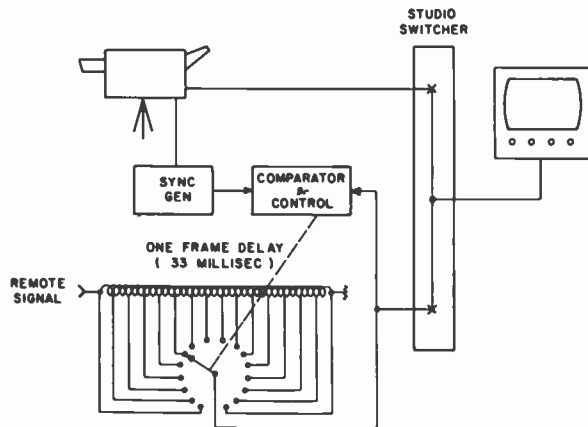 STUDIO
SWITCHER
SYNC
GEN
COMPARATOR
&
CONTROL
ONE FRAME DELAY
( 33 MILLISEC )
REMOTE
SIGNAL